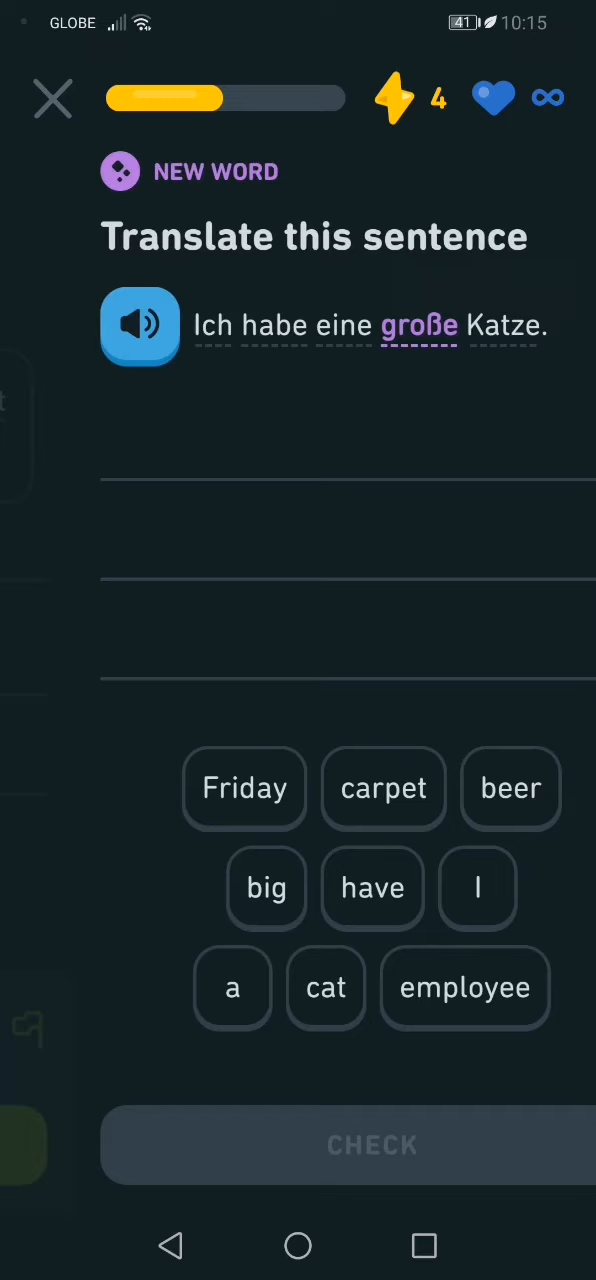 GLOBE 41 10:15
4 ∞
NEW WORD
Translate this sentence
Ich habe eine große Katze.
Friday carpet beer
big have I
a cat employee
CHECK